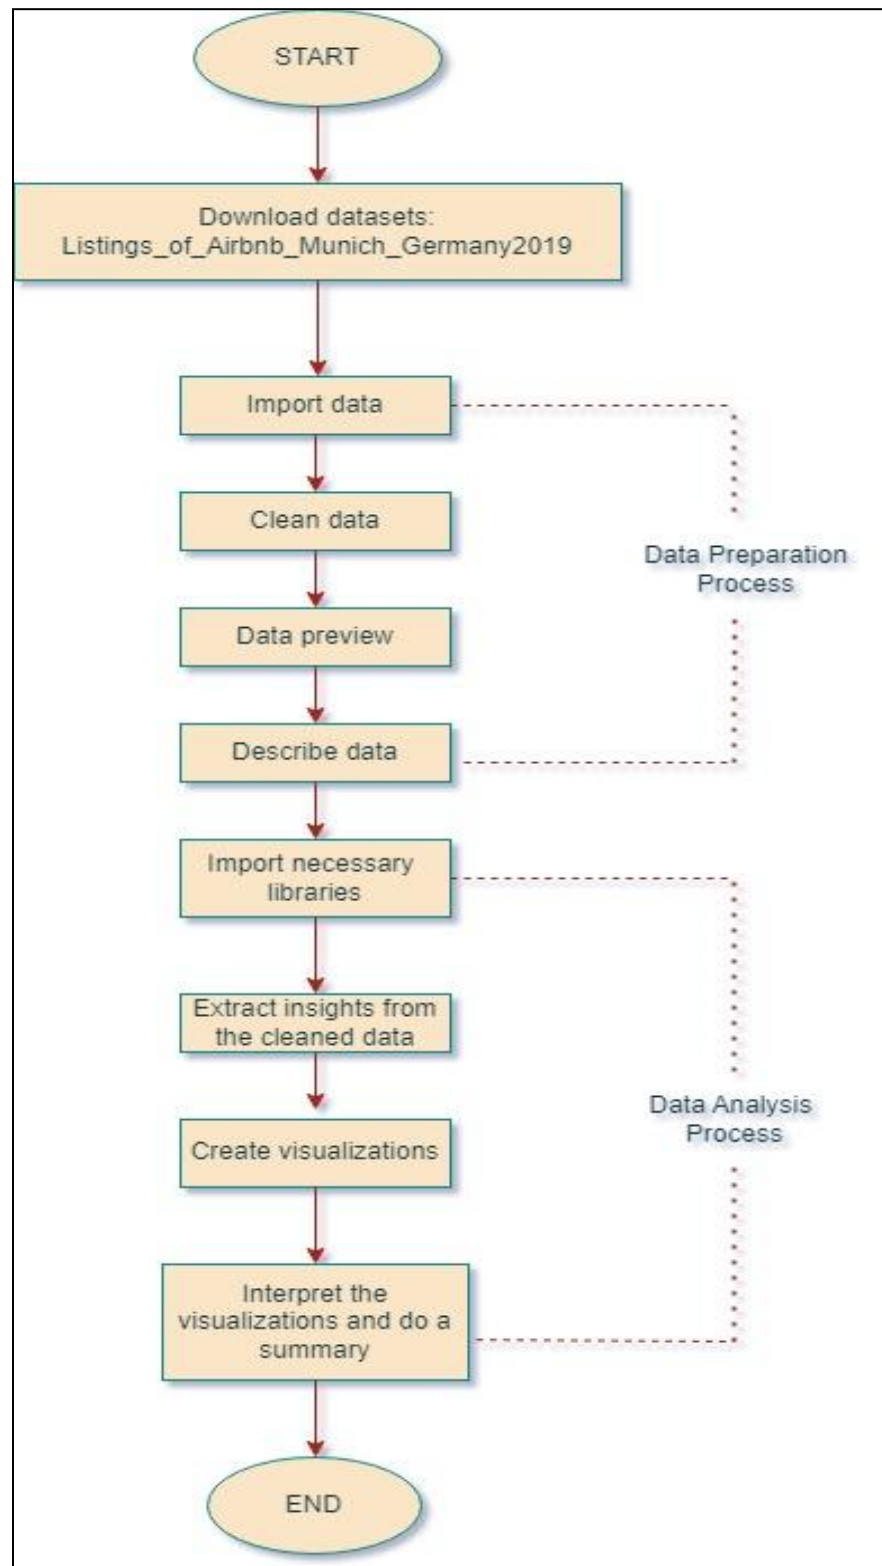 START
Download datasets:
Listings_of_Airbnb_Munich_Germany2019
Import data
Clean data
Data preview
Describe data
Data Preparation
Process
Import necessary
libraries
Extract insights from
the cleaned data
Create visualizations
Interpret the
visualizations and do a
summary
Data Analysis
Process
END